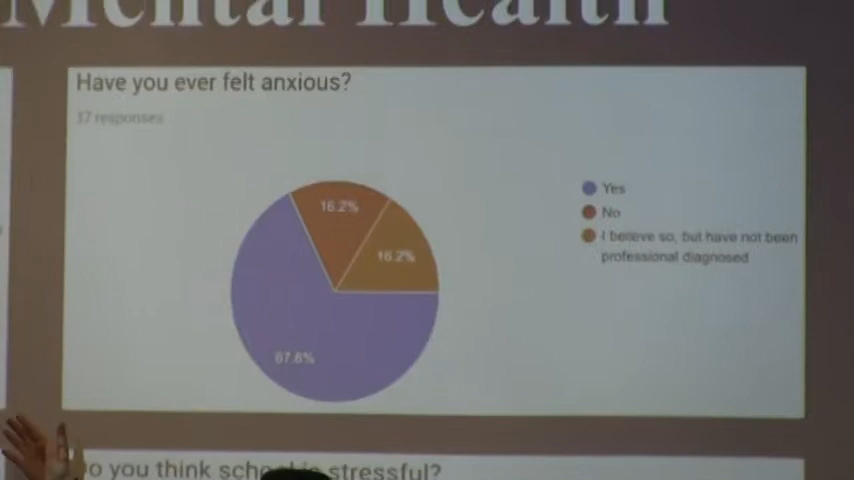 Mental Health
Have you ever felt anxious?
37 responses
Yes
No
I believe so, but have not been
professional diagnosed
16.2%
16.2%
67.6%
Do you think school is stressful?